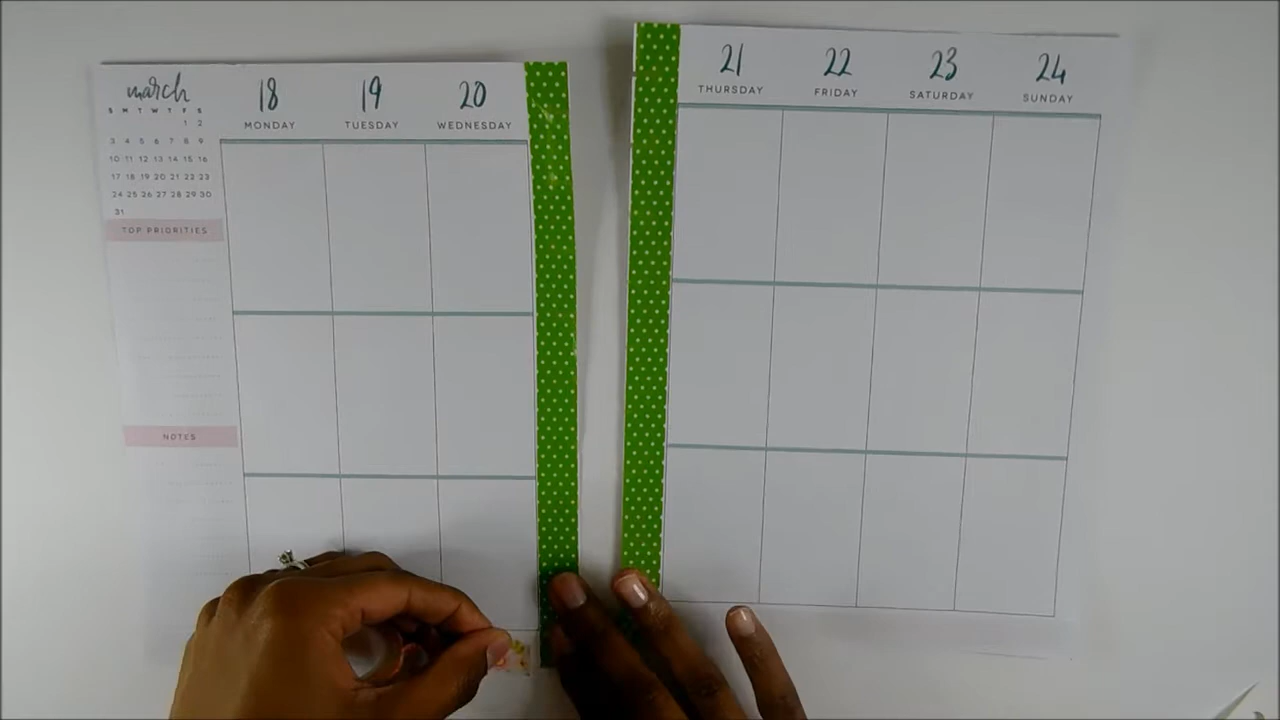 march
S M T W T F S
1 2
3 4 5 6 7 8 9
10 11 12 13 14 15 16
17 18 19 20 21 22 23
24 25 26 27 28 29 30
31
TOP PRIORITIES
NOTES
18 19 20
MONDAY TUESDAY WEDNESDAY
21 22 23 24
THURSDAY FRIDAY SATURDAY SUNDAY